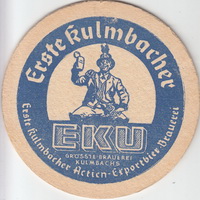 Erste Kulmbacher
EKU
GRÖSSTE BRAUEREI
KULMBACHS
Erste Kulmbacher Actien-Exportbier Brauerei